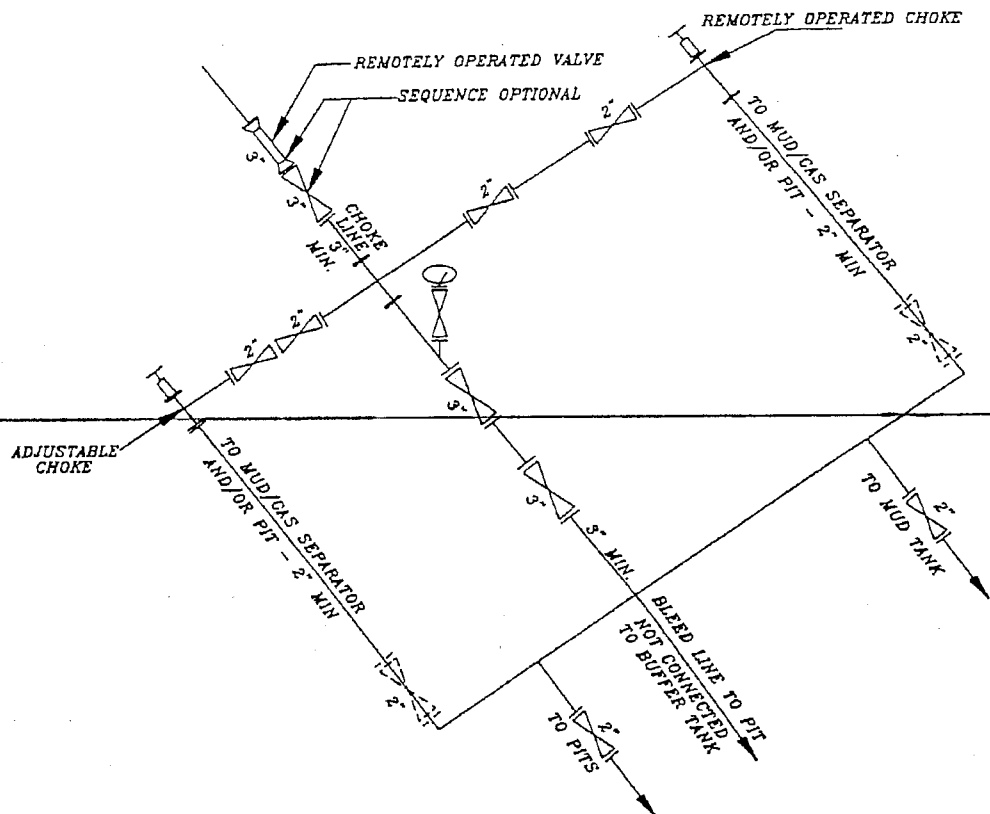 REMOTELY OPERATED CHOKE
REMOTELY OPERATED VALVE
SEQUENCE OPTIONAL
3"
3"
CHOKE
LINE
3"
MIN.
2"
2"
TO MUD/CAS SEPARATOR
AND/OR PIT - 2" MIN
2"
2"
2"
3"
3"
3" MIN.
2"
ADJUSTABLE
CHOKE
TO MUD/CAS SEPARATOR
AND/OR PIT - 2" MIN
2"
TO MUD TANK
2"
BLEED LINE TO PIT
NOT CONNECTED
TO BUFFER TANK
2"
TO PITS